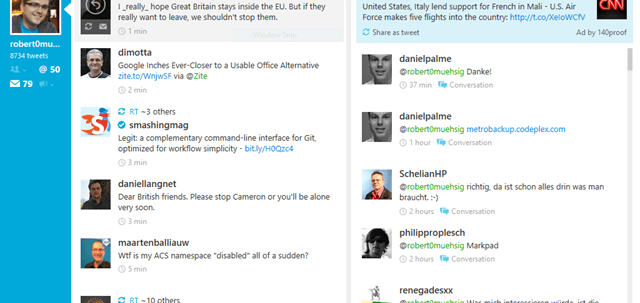 robert0mu...
8734 tweets
-
@ 50
79
-
I _really_ hope Great Britain stays inside the EU. But if they
really want to leave, we shouldn't stop them.
1 min
dimotta
Google Inches Ever-Closer to a Usable Office Alternative
zite.to/WnjwSF via @Zite
2 min
RT ~3 others
smashingmag
Legit: a complementary command-line interface for Git,
optimized for workflow simplicity - bit.ly/H0Qzc4
3 min
daniellangnet
Dear British friends. Please stop Cameron or you'll be alone
very soon.
3 min
maartenballiauw
Wtf is my ACS namespace "disabled" all of a sudden?
5 min
RT ~10 others
United States, Italy lend support for French in Mali - U.S. Air
Force makes five flights into the country: http://t.co/XeIoWCfV
CNN
Share as tweet
Ad by 140proof
danielpalme
@robert0muehsig Danke!
37 min Conversation
danielpalme
@robert0muehsig metrobackup.codeplex.com
1 hour Conversation
SchelianHP
@robert0muehsig richtig, da ist schon alles drin was man
braucht. :-)
2 hours Conversation
philipproplesch
@robert0muehsig Markpad
2 hours Conversation
renegadesxx
@robert0muehsig Was mich interessieren würde, ist die